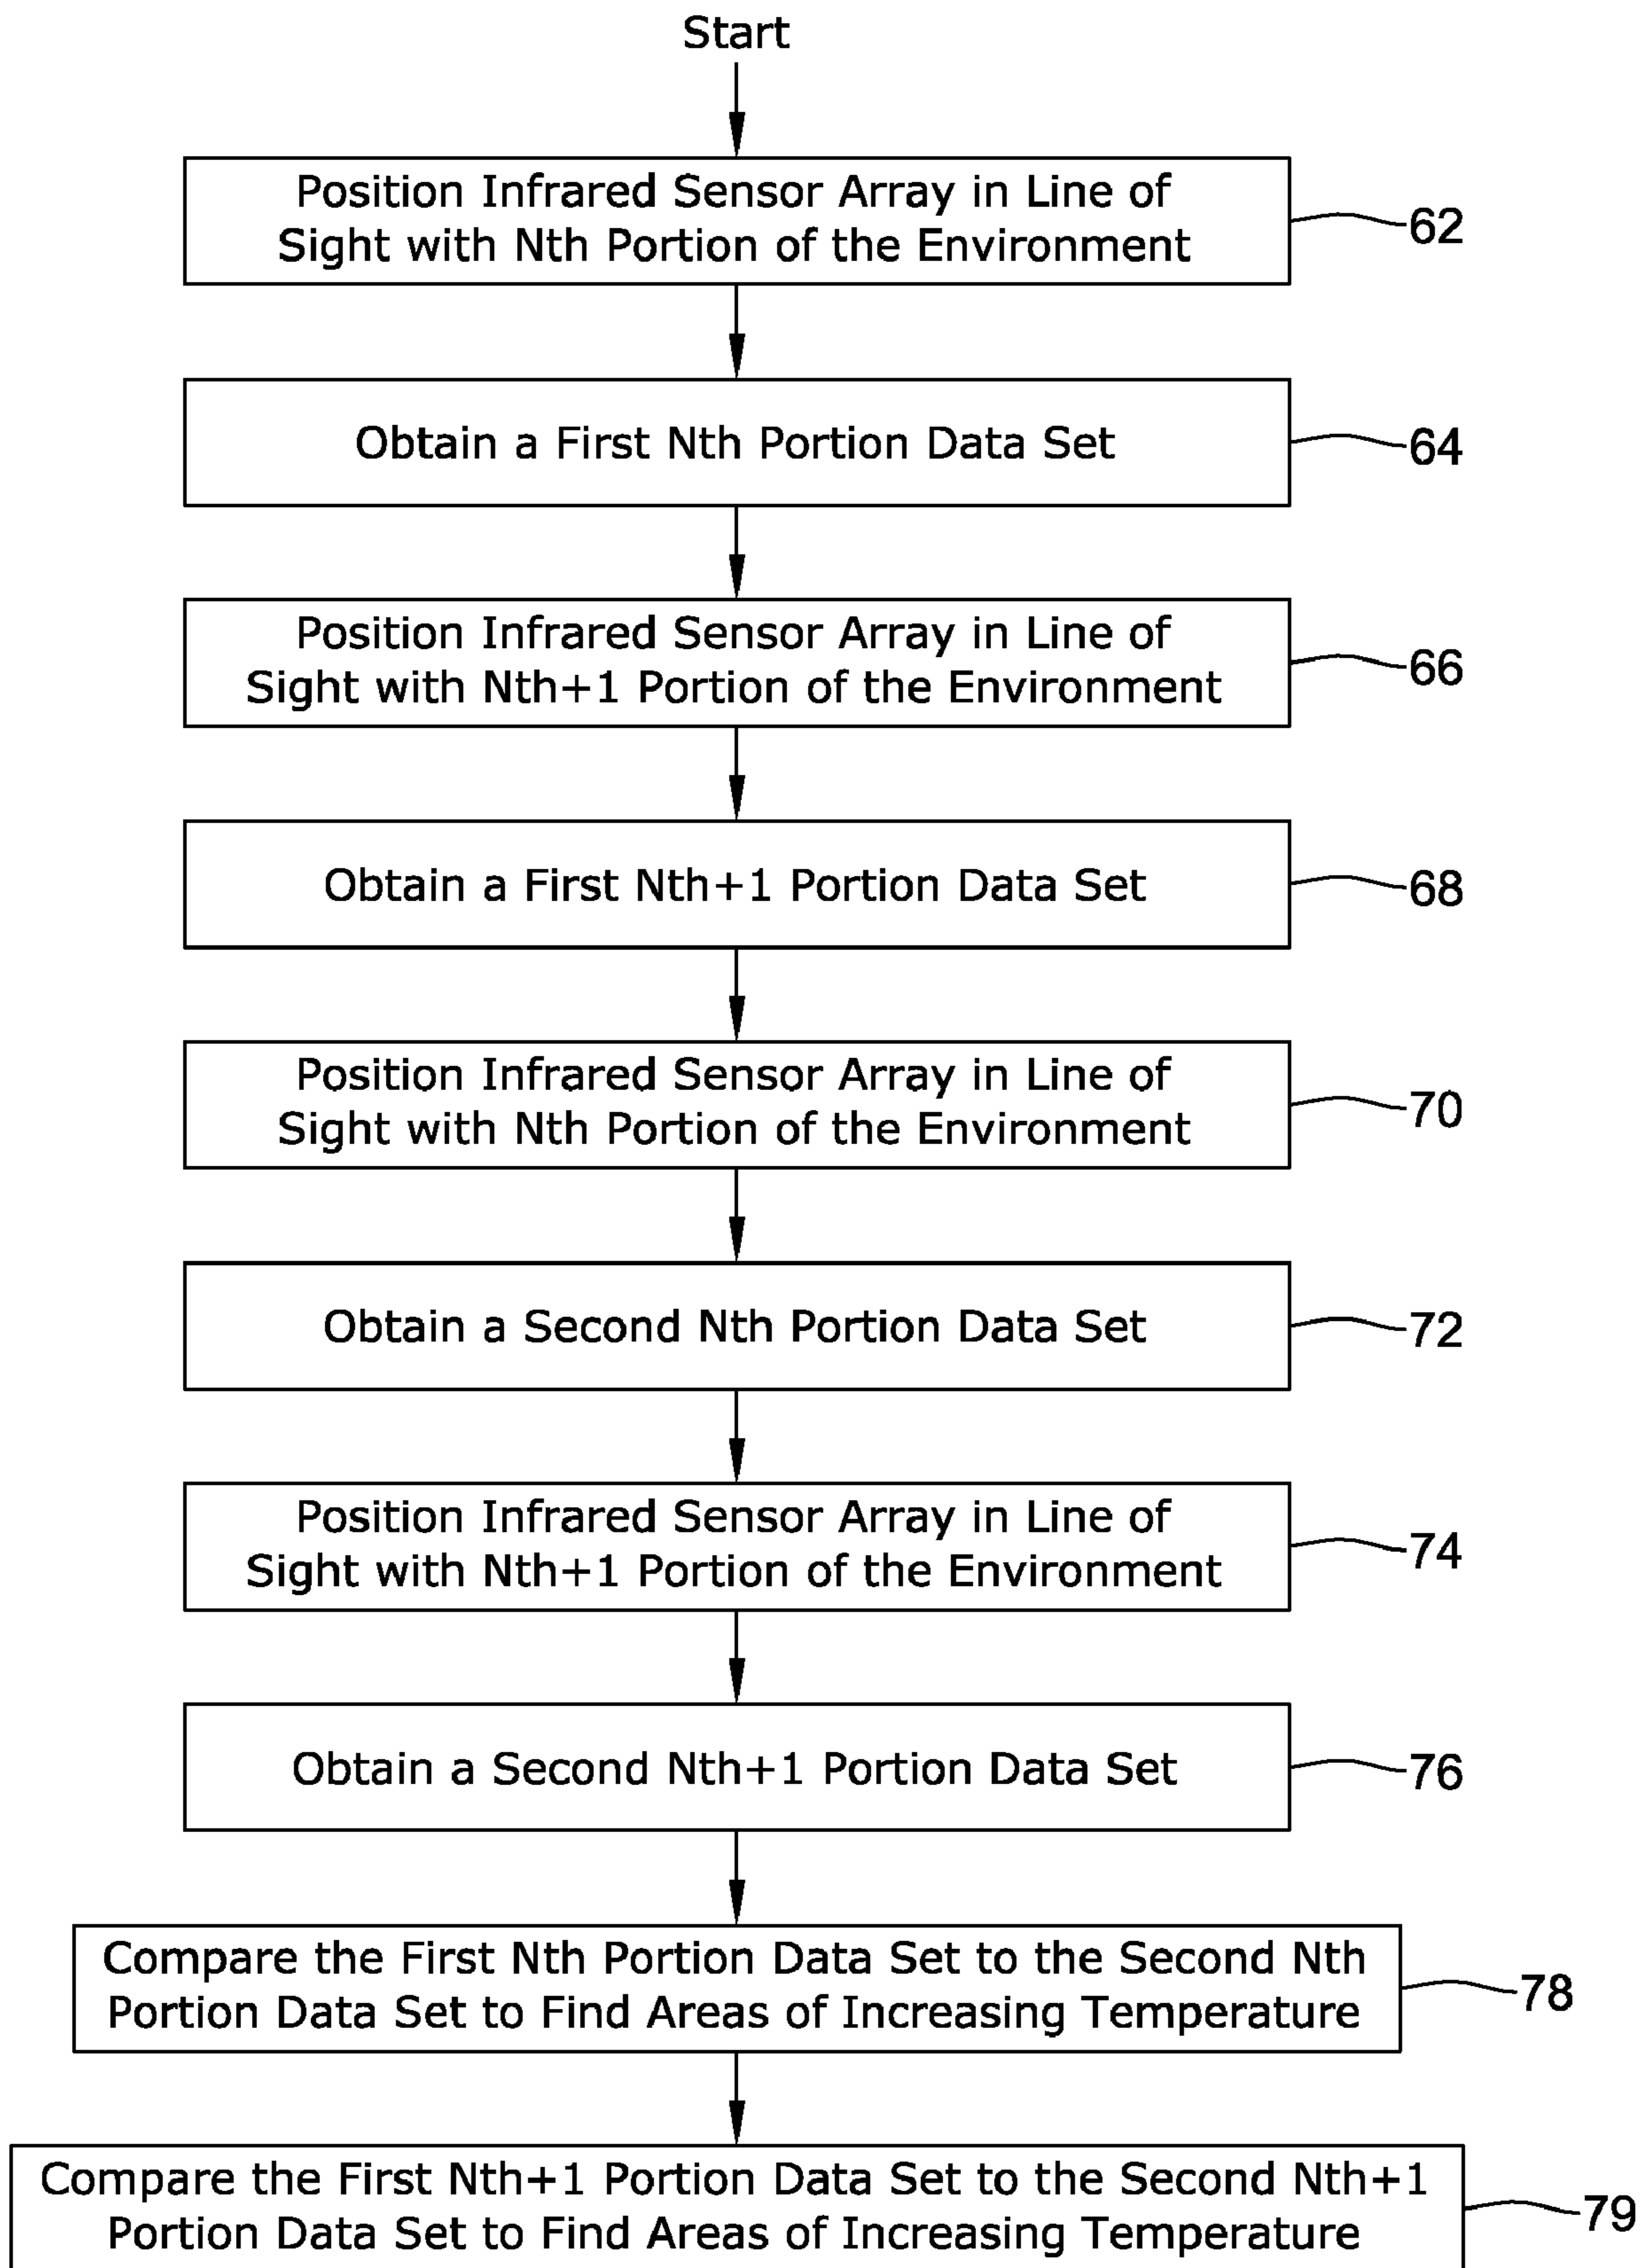 Start
Position Infrared Sensor Array in Line of
Sight with Nth Portion of the Environment
62
Obtain a First Nth Portion Data Set
64
Position Infrared Sensor Array in Line of
Sight with Nth+1 Portion of the Environment
66
Obtain a First Nth+1 Portion Data Set
68
Position Infrared Sensor Array in Line of
Sight with Nth Portion of the Environment
70
Obtain a Second Nth Portion Data Set
72
Position Infrared Sensor Array in Line of
Sight with Nth+1 Portion of the Environment
74
Obtain a Second Nth+1 Portion Data Set
76
Compare the First Nth Portion Data Set to the Second Nth
Portion Data Set to Find Areas of Increasing Temperature
78
Compare the First Nth+1 Portion Data Set to the Second Nth+1
Portion Data Set to Find Areas of Increasing Temperature
79